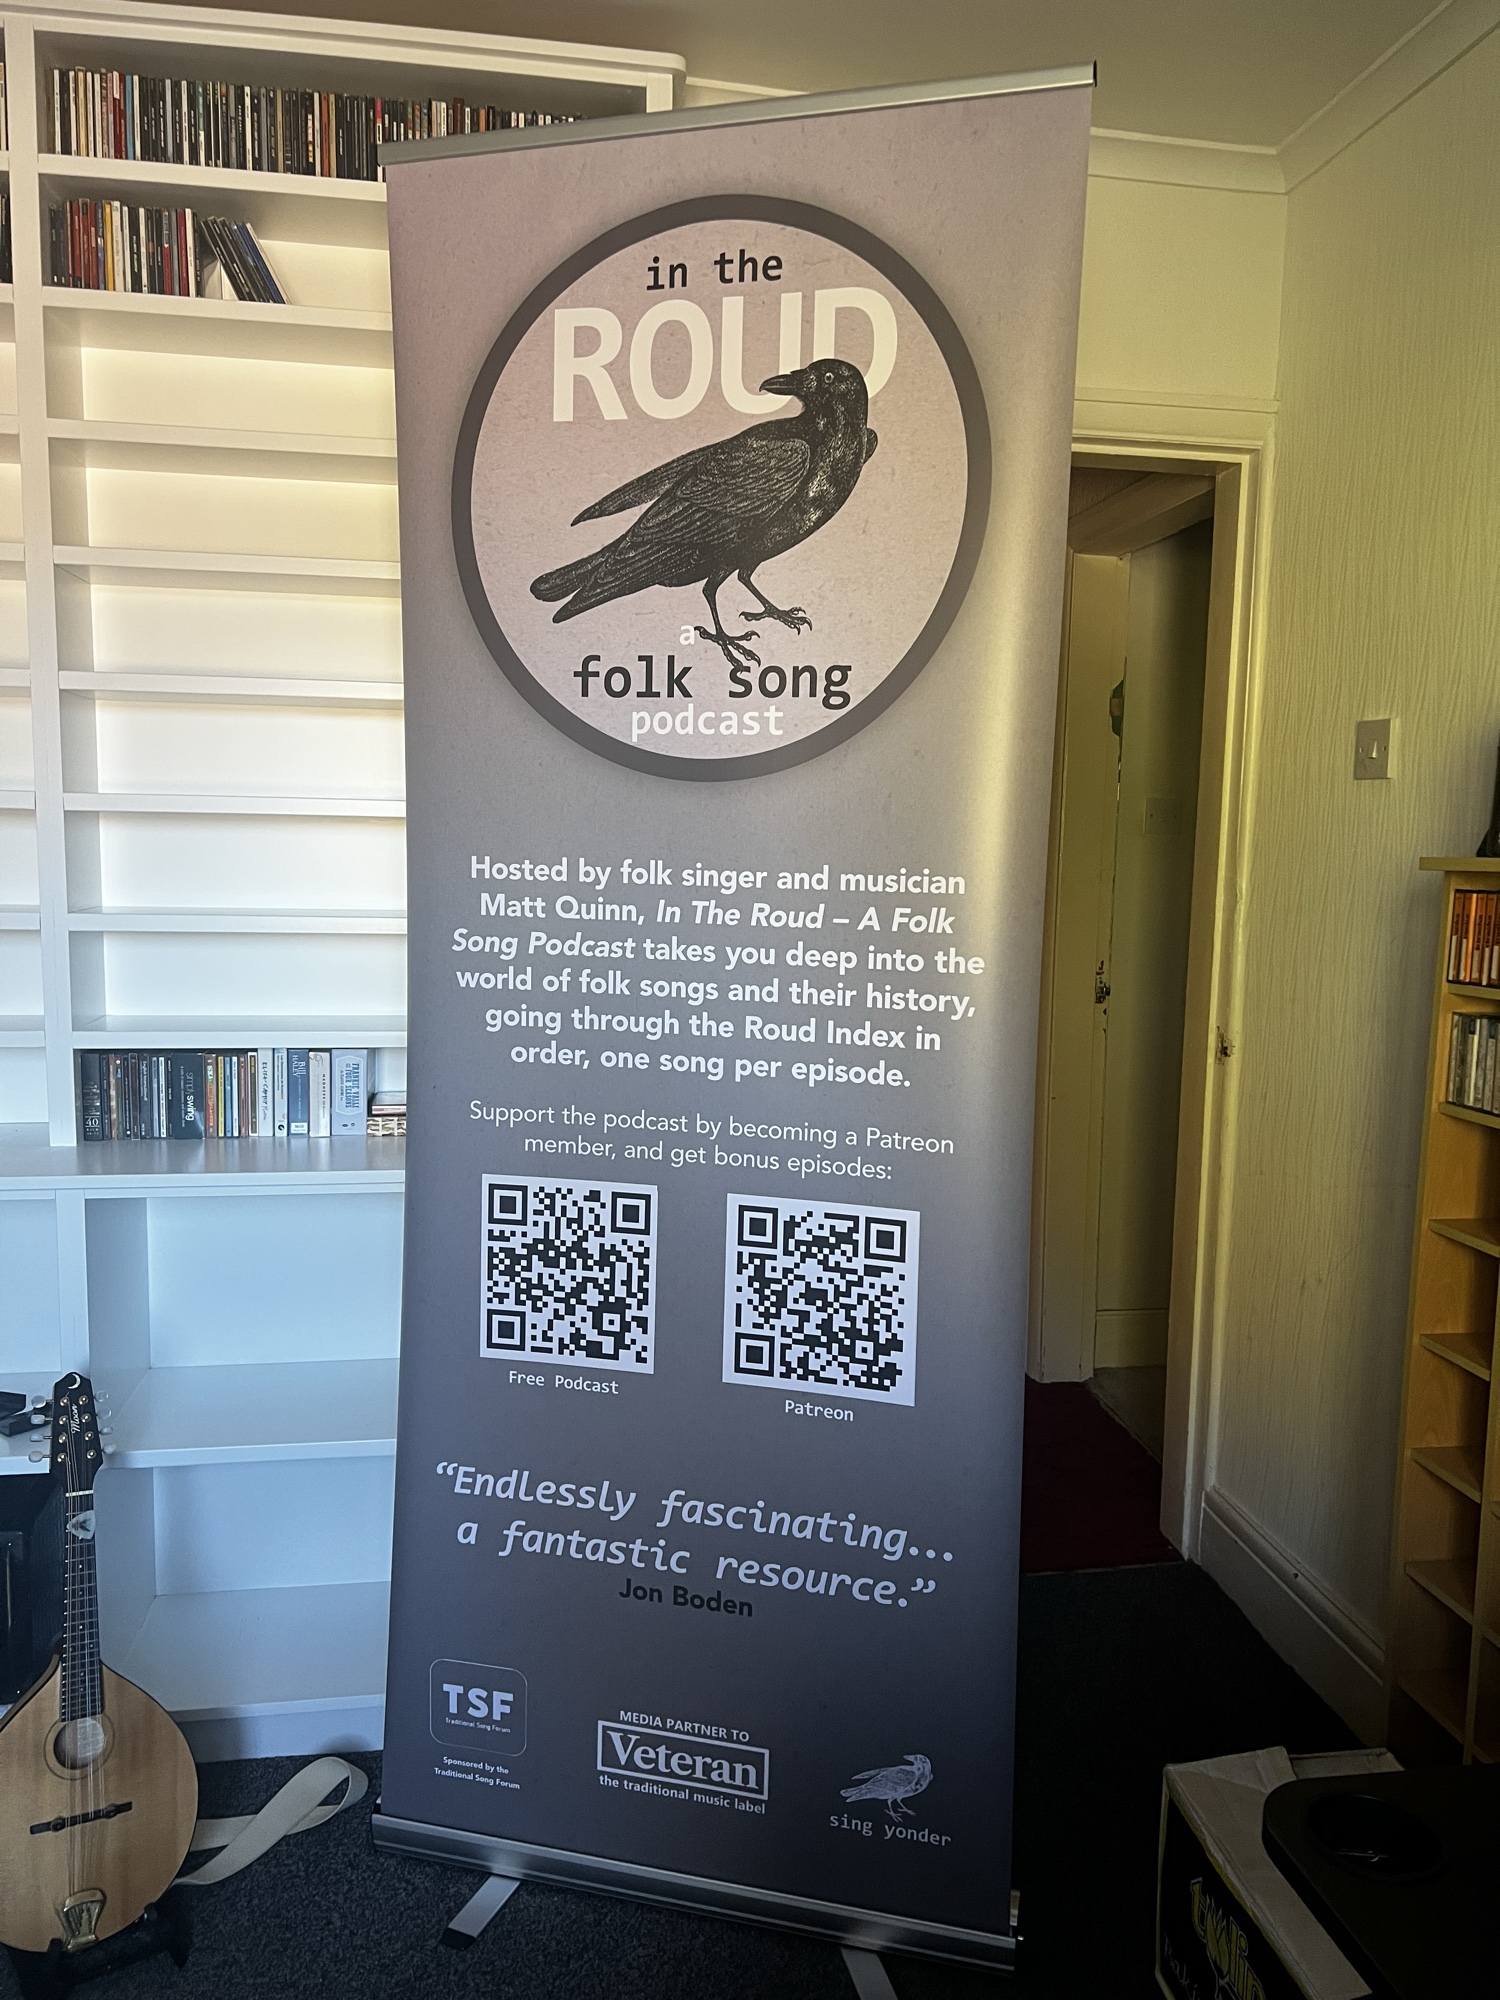 in the
ROUD
a
folk song
podcast
Hosted by folk singer and musician
Matt Quinn, In The Roud – A Folk
Song Podcast takes you deep into the
world of folk songs and their history,
going through the Roud Index in
order, one song per episode.
Support the podcast by becoming a Patreon
member, and get bonus episodes:
Free Podcast
Patreon
“Endlessly fascinating...
a fantastic resource.”
Jon Boden
TSF
Traditional Song Forum
Sponsored by the
Traditional Song Forum
MEDIA PARTNER TO
Veteran
the traditional music label
sing yonder
Moon
swing
40